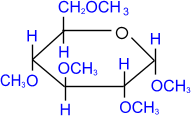 CH₂OCH₃
H O H
H
CH₃O OCH₃ H OCH₃
H OCH₃